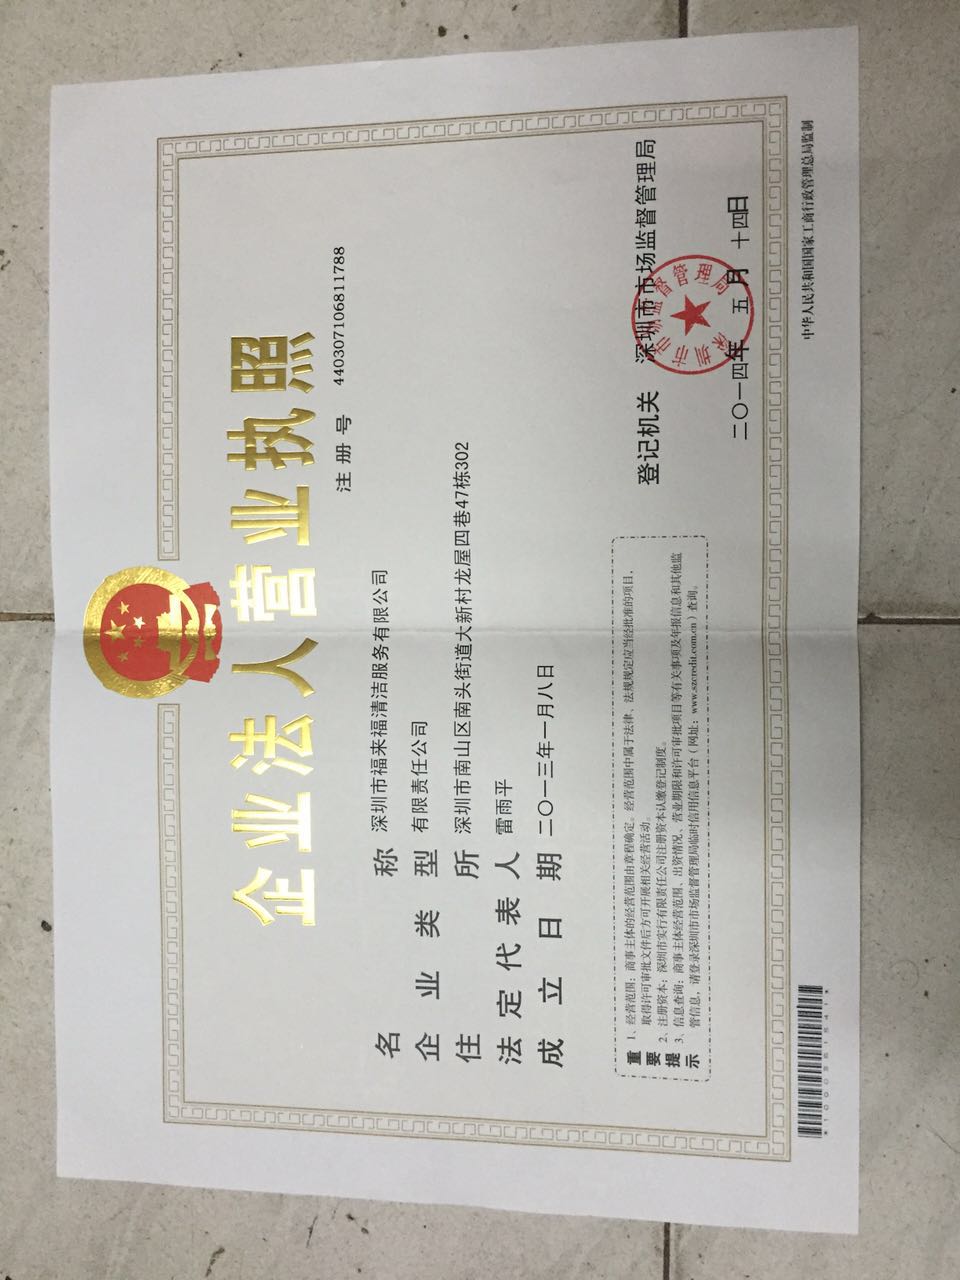 企业法人营业执照
注 册 号 440307106811788
名 称 深圳市福来福清洁服务有限公司
企 业 类 型 有限责任公司
住 所 深圳市南山区南头街道大新村龙屋四巷47栋302
法 定 代 表 人 雷雨平
成 立 日 期 二〇一三年一月八日
重要提示
1、经营范围：商事主体的经营范围由章程确定。经营范围中属于法律、法规规定应当经批准的项目，
取得许可审批文件后方可开展相关经营活动。
2、注册资本：深圳市实行有限责任公司注册资本认缴登记制度。
3、信息查询：商事主体经营范围、出资情况、营业期限和许可审批项目等有关事项及年报信息和其他监
管信息，请登录深圳市市场监督管理局临时信用信息平台（网址：www.szcredit.com.cn）查询。
登记机关 深圳市市场监督管理局
深圳市市场监督管理局
二〇一四年 五 月 十四日
中华人民共和国国家工商行政管理总局监制